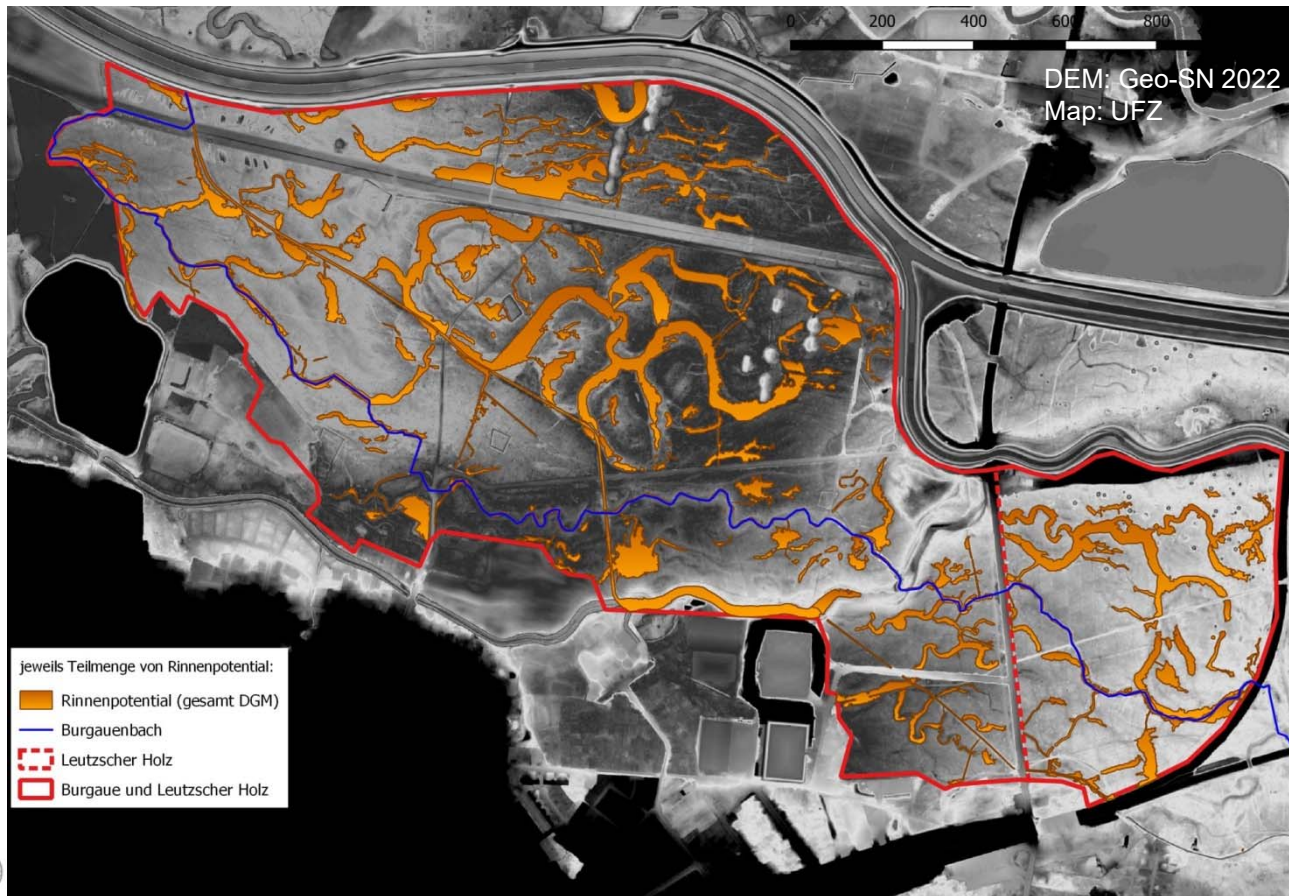 0 200 400 600 800
DEM: Geo-SN 2022
Map: UFZ
jeweils Teilmenge von Rinnenpotential:
Rinnenpotential (gesamt DGM)
Burgauenbach
Leutzscher Holz
Burgaue und Leutzscher Holz